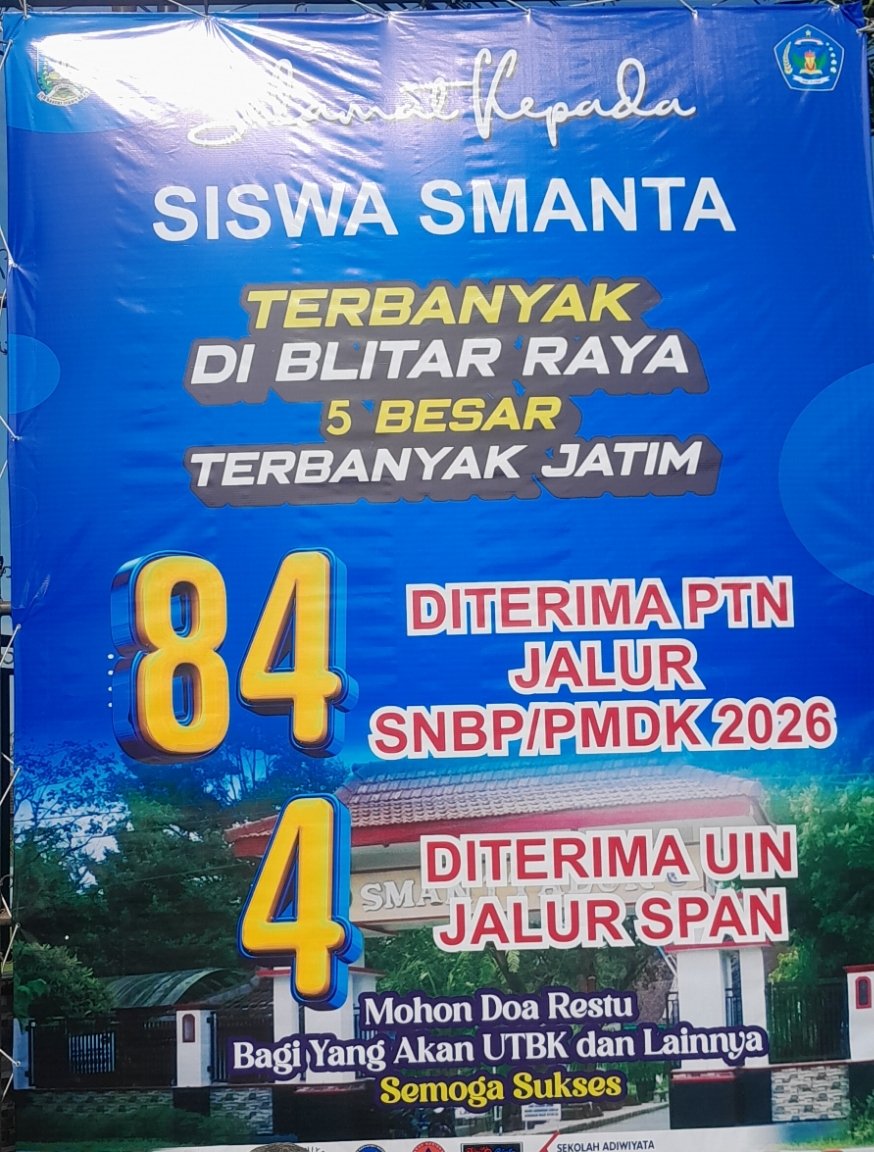 Selamat Kepada
SISWA SMANTA
TERBANYAK
DI BLITAR RAYA
5 BESAR
TERBANYAK JATIM
84
DITERIMA PTN
JALUR
SNBP/PMDK 2026
4
DITERIMA UIN
JALUR SPAN
Mohon Doa Restu
Bagi Yang Akan UTBK dan Lainnya
Semoga Sukses
SEKOLAH ADIWIYATA